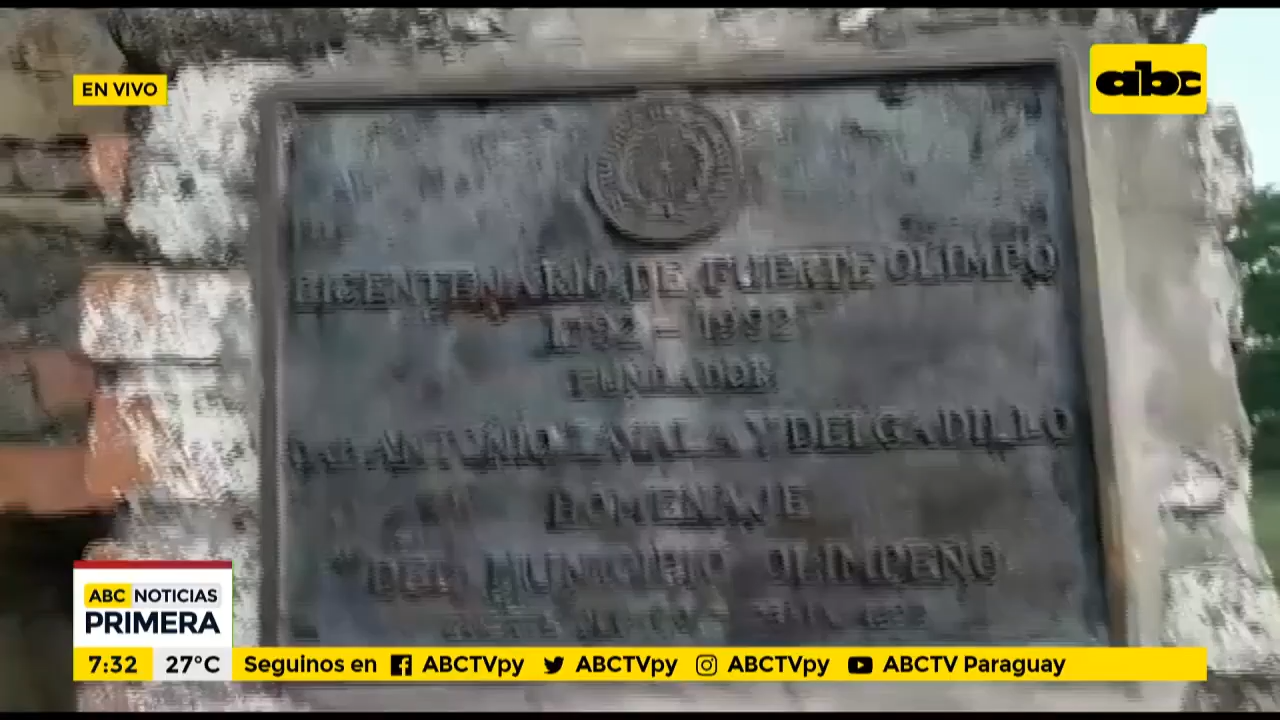 EN VIVO
abc
BICENTENARIO DE FUERTE OLIMPO
1792 - 1992
FUNDADOR
ANTONIO ZAVALA Y DELGADILLO
HOMENAJE
DEL MUNICIPIO OLIMPEÑO
ABC NOTICIAS
PRIMERA
7:32 27°C Seguinos en ABCTVpy ABCTVpy ABCTVpy ABCTV Paraguay